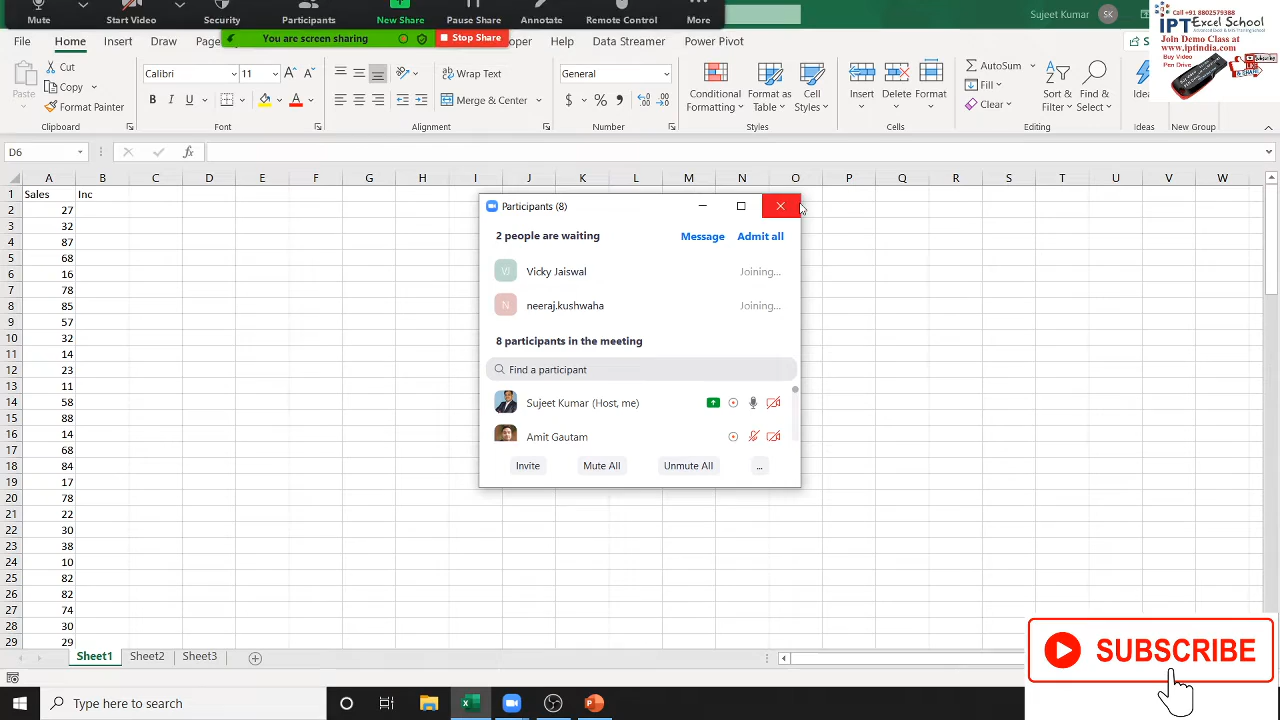 Mute
Stop Video
Security
Participants
New Share
Pause Share
Annotate
Remote Control
More
Sujeet Kumar SK
You are screen sharing
Stop Share
File Home Insert Data Streamer Power Pivot
Call +91 8802579388
IPT Excel School
Advanced Excel & MIS Training School
Join Demo Class at
www.iptindia.com
Buy Video
Pen Drive
Subscribe
& SHARE
Paste
Cut
Copy
Format Painter
Clipboard
Calibri 11
B I U
Font
Wrap Text
Merge & Center
Alignment
General
$ % ,
Number
Conditional
Formatting
Format as
Table
Cell
Styles
Styles
Insert
Delete
Format
Cells
AutoSum
Fill
Clear
Sort &
Filter
Find &
Select
Editing
Ideas
Ideas
New Group
D6
fx
A B C D E F G H I J K L M N O P Q R S T U V W
1 Sales Inc
2 27
3 32
4 87
5 68
6 16
7 78
8 85
9 57
10 32
11 14
12 23
13 11
14 58
15 88
16 14
17 68
18 84
19 17
20 78
21 22
22 30
23 38
24 10
25 82
26 82
27 74
28 30
29 29
Participants (8)
2 people are waiting Message Admit all
VJ Vicky Jaiswal Joining...
N neeraj.kushwaha Joining...
8 participants in the meeting
Find a participant
Sujeet Kumar (Host, me)
Amit Gautam
Invite Mute All Unmute All ...
Sheet1 Sheet2 Sheet3
SUBSCRIBE
Type here to search